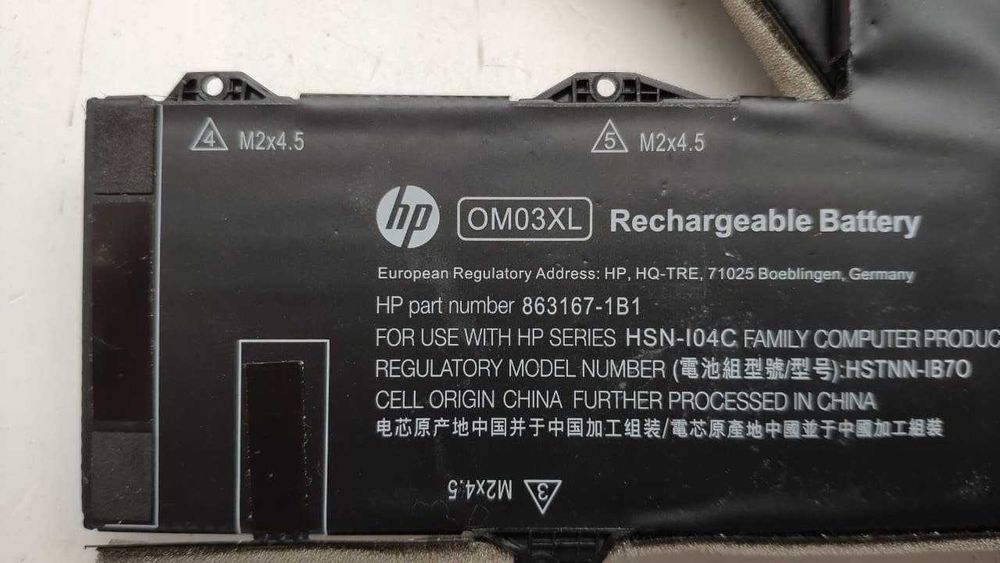 4 M2x4.5 5 M2x4.5
hp OM03XL Rechargeable Battery
European Regulatory Address: HP, HQ-TRE, 71025 Boeblingen, Germany
HP part number 863167-1B1
FOR USE WITH HP SERIES HSN-I04C FAMILY COMPUTER PRODUC
REGULATORY MODEL NUMBER (電池組型號/型号):HSTNN-IB7O
CELL ORIGIN CHINA FURTHER PROCESSED IN CHINA
电芯原产地中国并于中国加工组装/電芯原產地中國並于中國加工組裝
3 M2x4.5